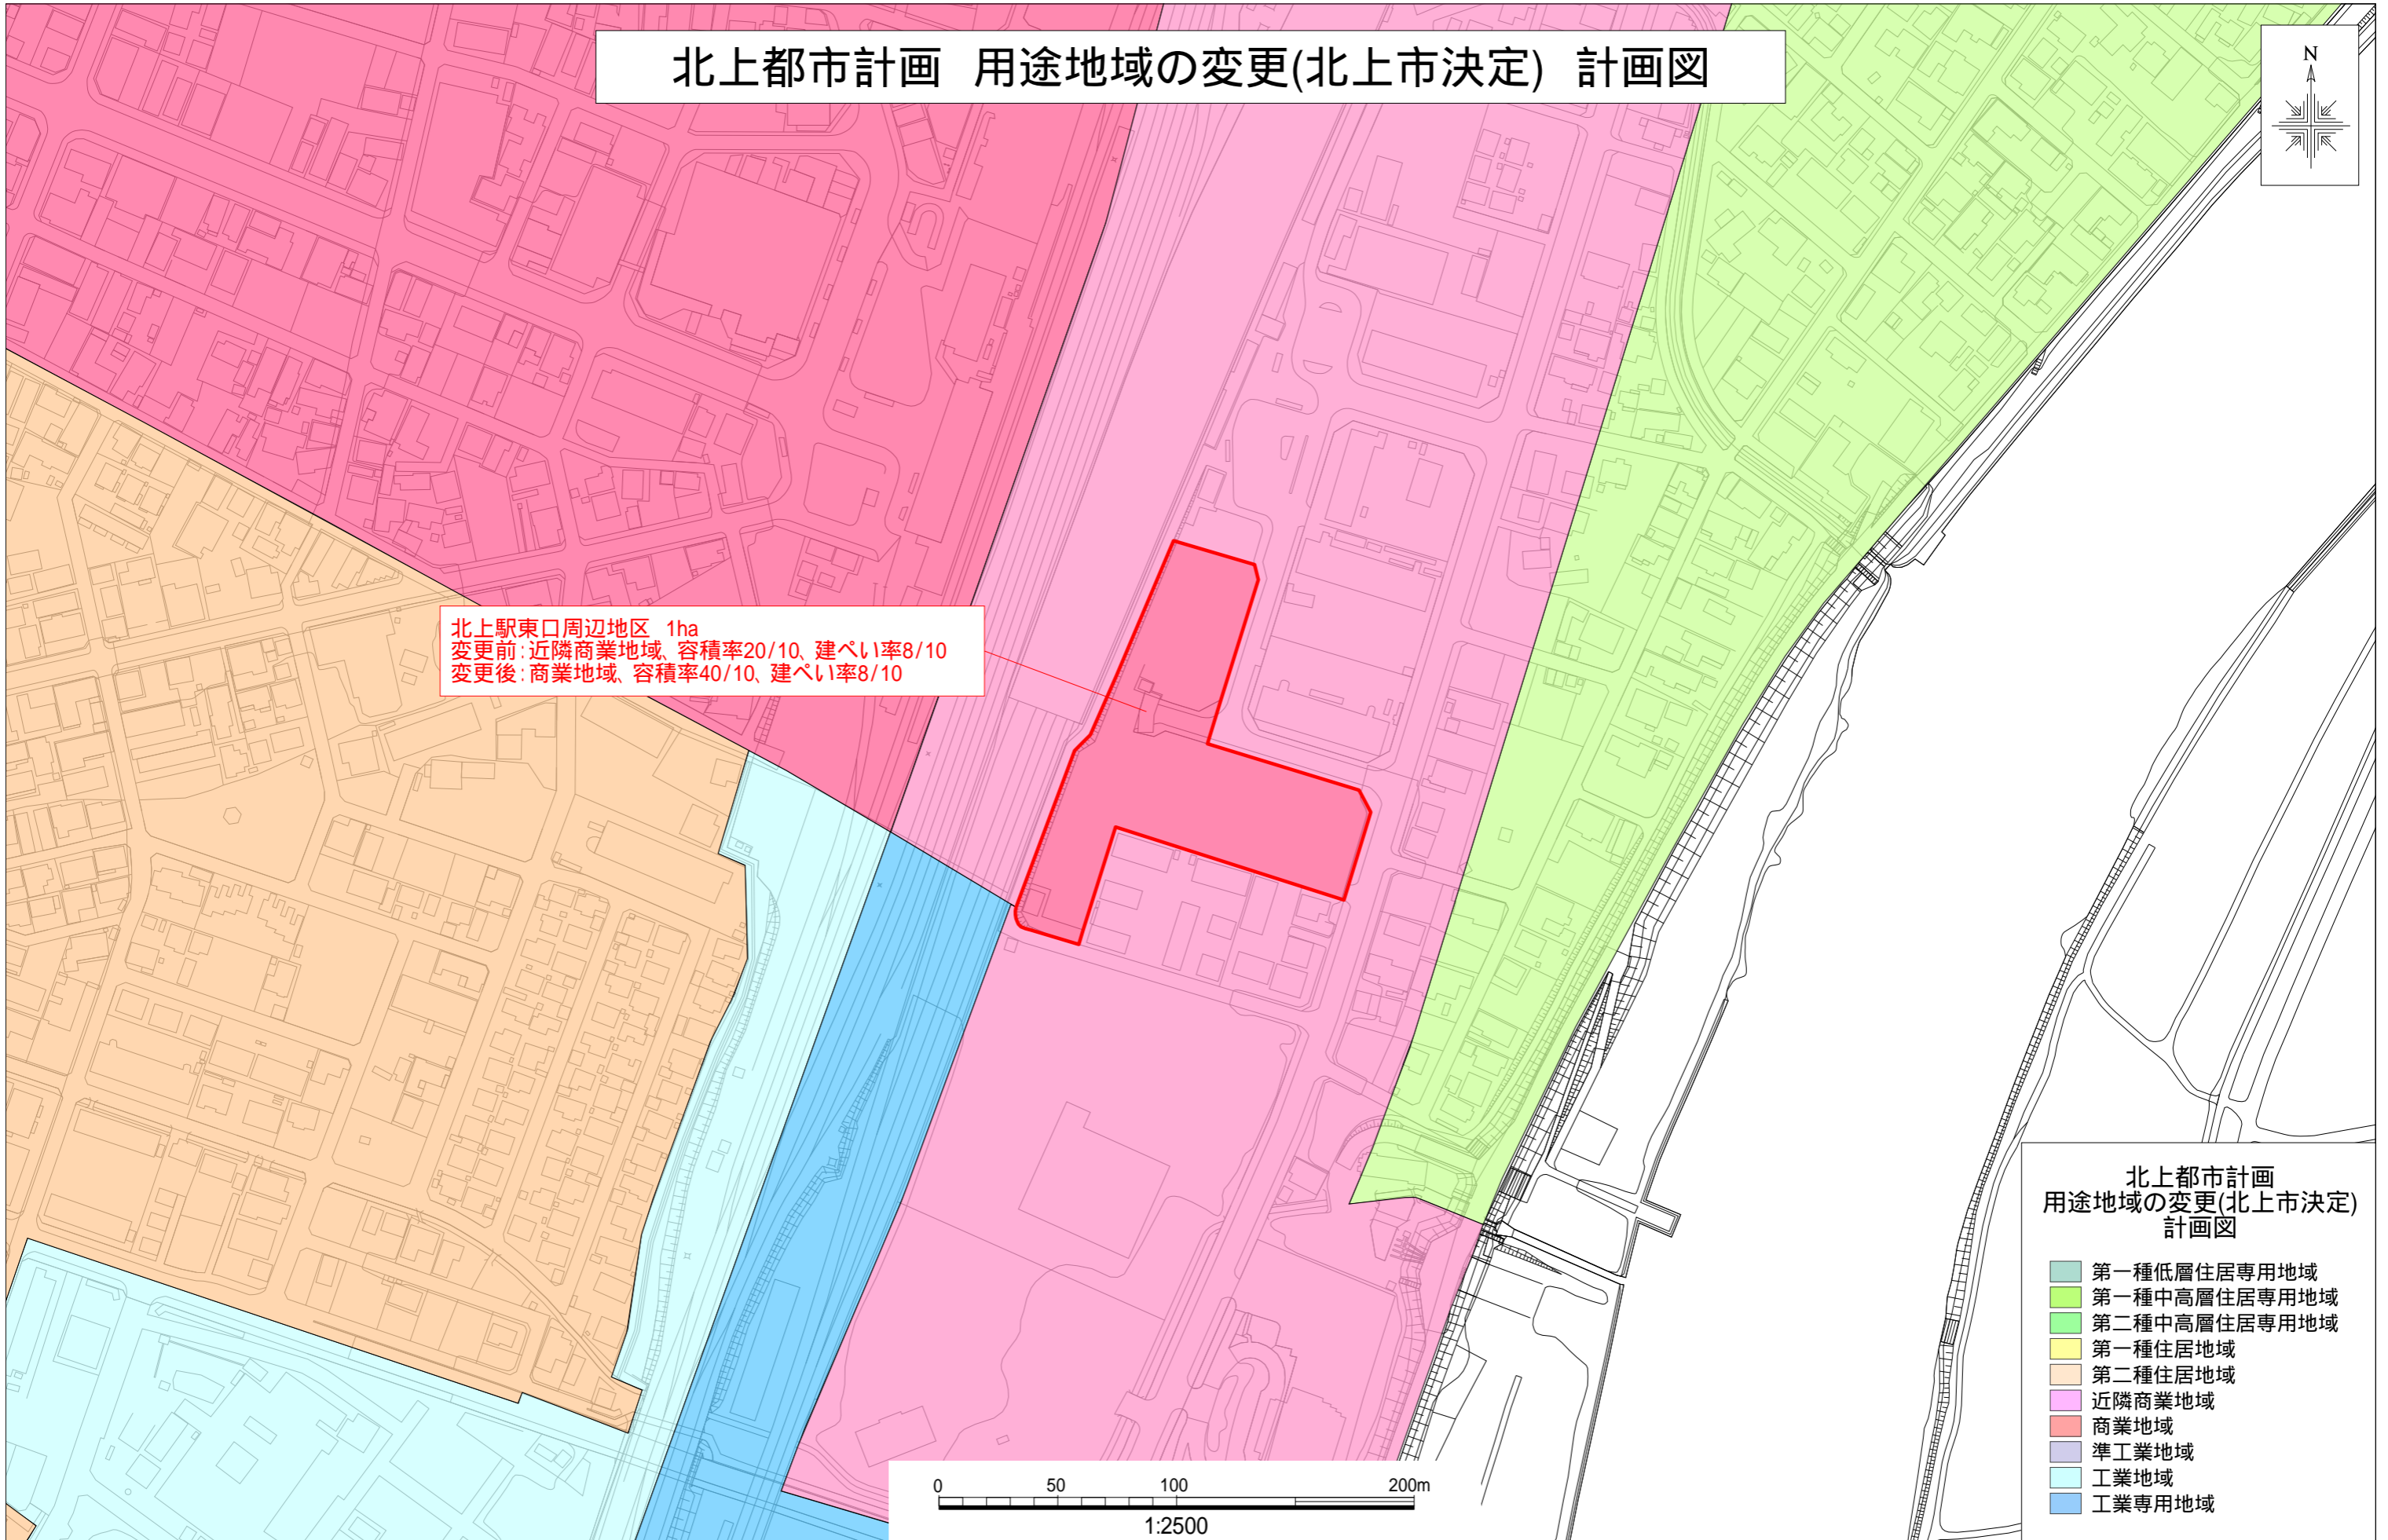 北上都市計画 用途地域の変更(北上市決定) 計画図
N
北上駅東口周辺地区 1ha
変更前:近隣商業地域、容積率20/10、建ぺい率8/10
変更後:商業地域、容積率40/10、建ぺい率8/10
北上都市計画
用途地域の変更(北上市決定)
計画図
第一種低層住居専用地域
第一種中高層住居専用地域
第二種中高層住居専用地域
第一種住居地域
第二種住居地域
近隣商業地域
商業地域
準工業地域
工業地域
工業専用地域
0 50 100 200m
1:2500